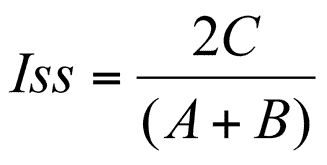 Iss = 2C / (A + B)